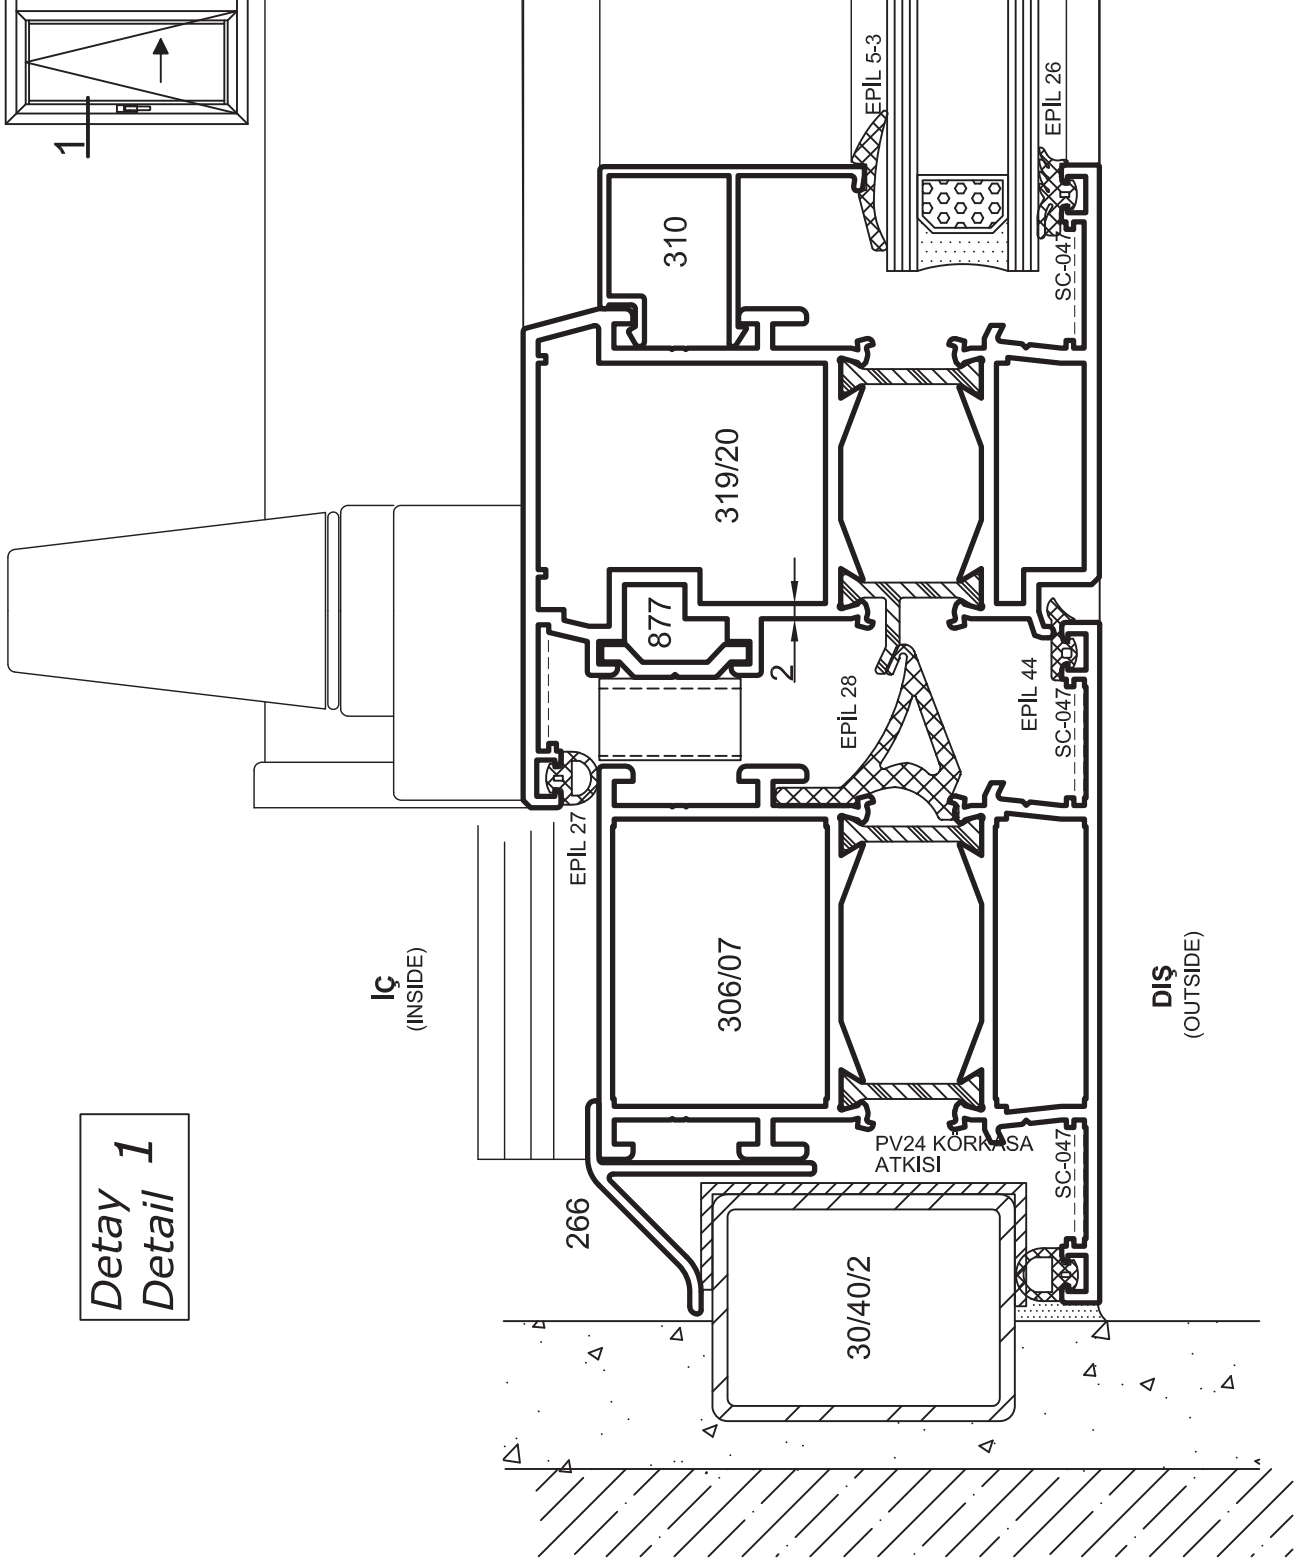 1
EPİL 5-3
EPİL 26
310
SC-047
319/20
877
2
EPİL 28
EPİL 44
SC-047
EPİL 27
İÇ
(INSIDE)
306/07
DIŞ
(OUTSIDE)
Detay 1
Detail
PV24 KÖRKASA
ATKISI
SC-047
266
30/40/2